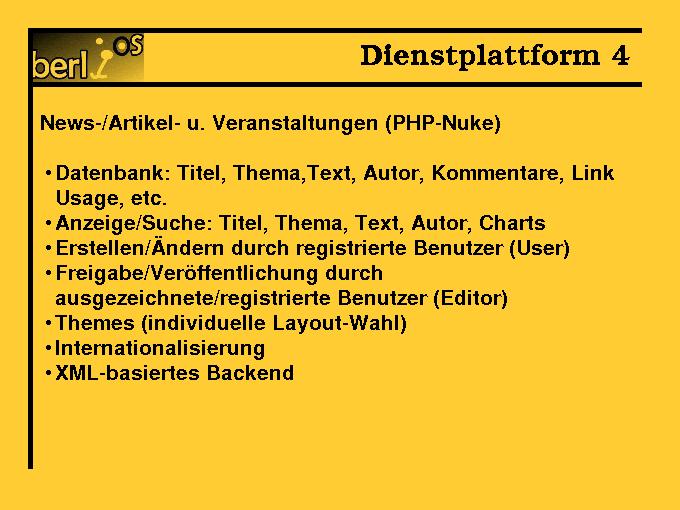 berliOS
Dienstplattform 4
News-/Artikel- u. Veranstaltungen (PHP-Nuke)
•Datenbank: Titel, Thema,Text, Autor, Kommentare, Link
Usage, etc.
•Anzeige/Suche: Titel, Thema, Text, Autor, Charts
•Erstellen/Ändern durch registrierte Benutzer (User)
•Freigabe/Veröffentlichung durch
ausgezeichnete/registrierte Benutzer (Editor)
•Themes (individuelle Layout-Wahl)
•Internationalisierung
•XML-basiertes Backend